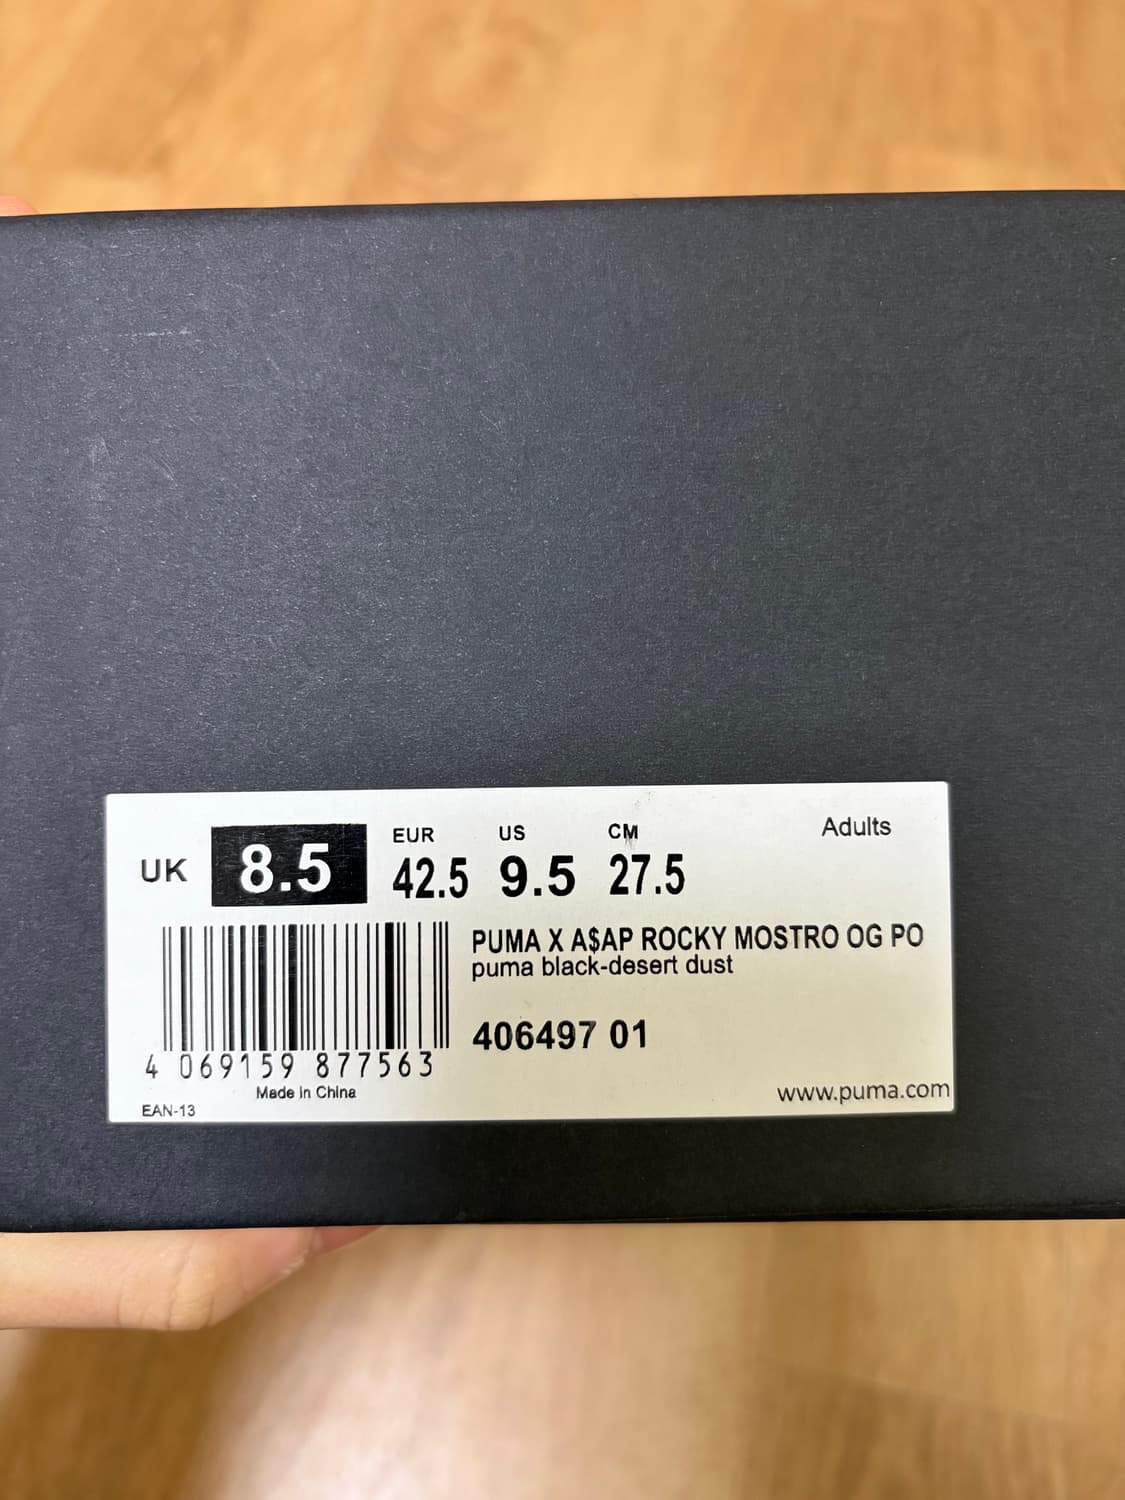 UK 8.5 EUR 42.5 US 9.5 CM 27.5 Adults
PUMA X A$AP ROCKY MOSTRO OG PO
puma black-desert dust
406497 01
4 069159 877563
Made in China
EAN-13
www.puma.com